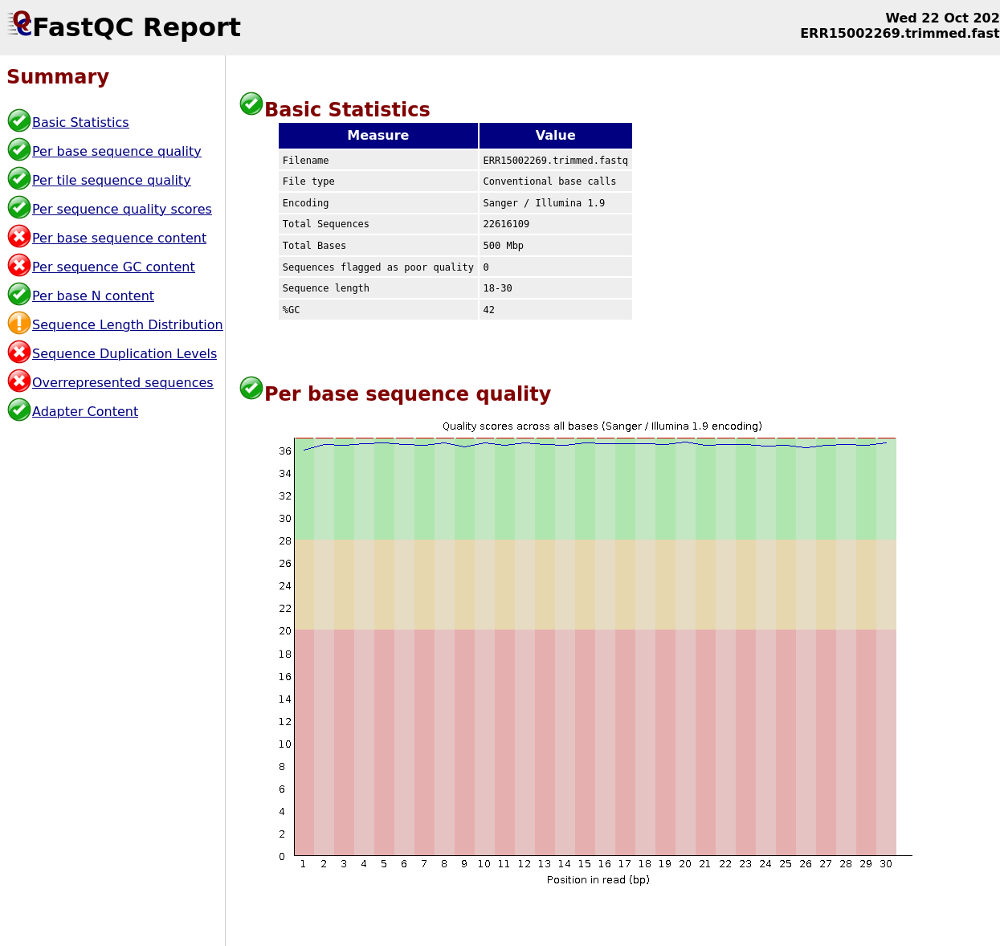 FastQC Report
Wed 22 Oct 202
ERR15002269.trimmed.fast
Summary
Basic Statistics
Per base sequence quality
Per tile sequence quality
Per sequence quality scores
Per base sequence content
Per sequence GC content
Per base N content
Sequence Length Distribution
Sequence Duplication Levels
Overrepresented sequences
Adapter Content
Basic Statistics
Measure Value
Filename ERR15002269.trimmed.fastq
File type Conventional base calls
Encoding Sanger / Illumina 1.9
Total Sequences 22616109
Total Bases 500 Mbp
Sequences flagged as poor quality 0
Sequence length 18-30
%GC 42
Per base sequence quality
Quality scores across all bases (Sanger / Illumina 1.9 encoding)
36
34
32
30
28
26
24
22
20
18
16
14
12
10
8
6
4
2
0
1 2 3 4 5 6 7 8 9 10 11 12 13 14 15 16 17 18 19 20 21 22 23 24 25 26 27 28 29 30
Position in read (bp)